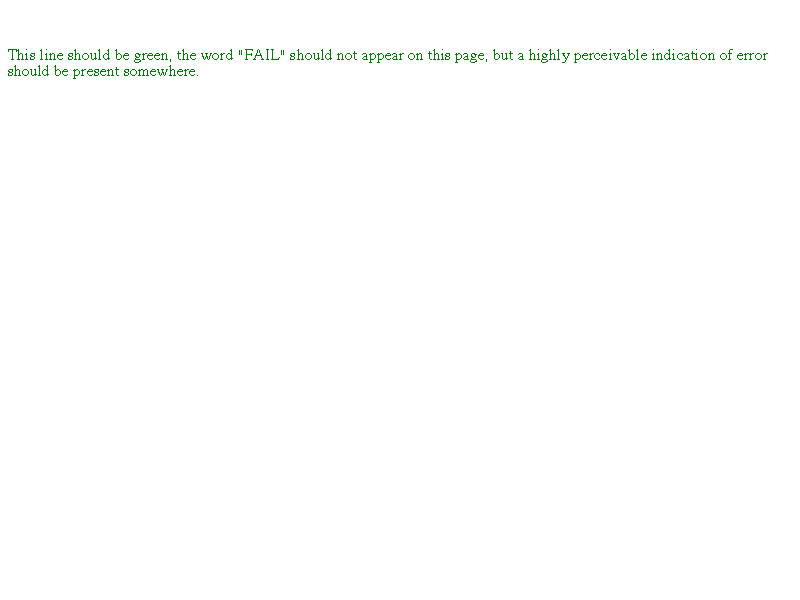 This line should be green, the word "FAIL" should not appear on this page, but a highly perceivable indication of error
should be present somewhere.